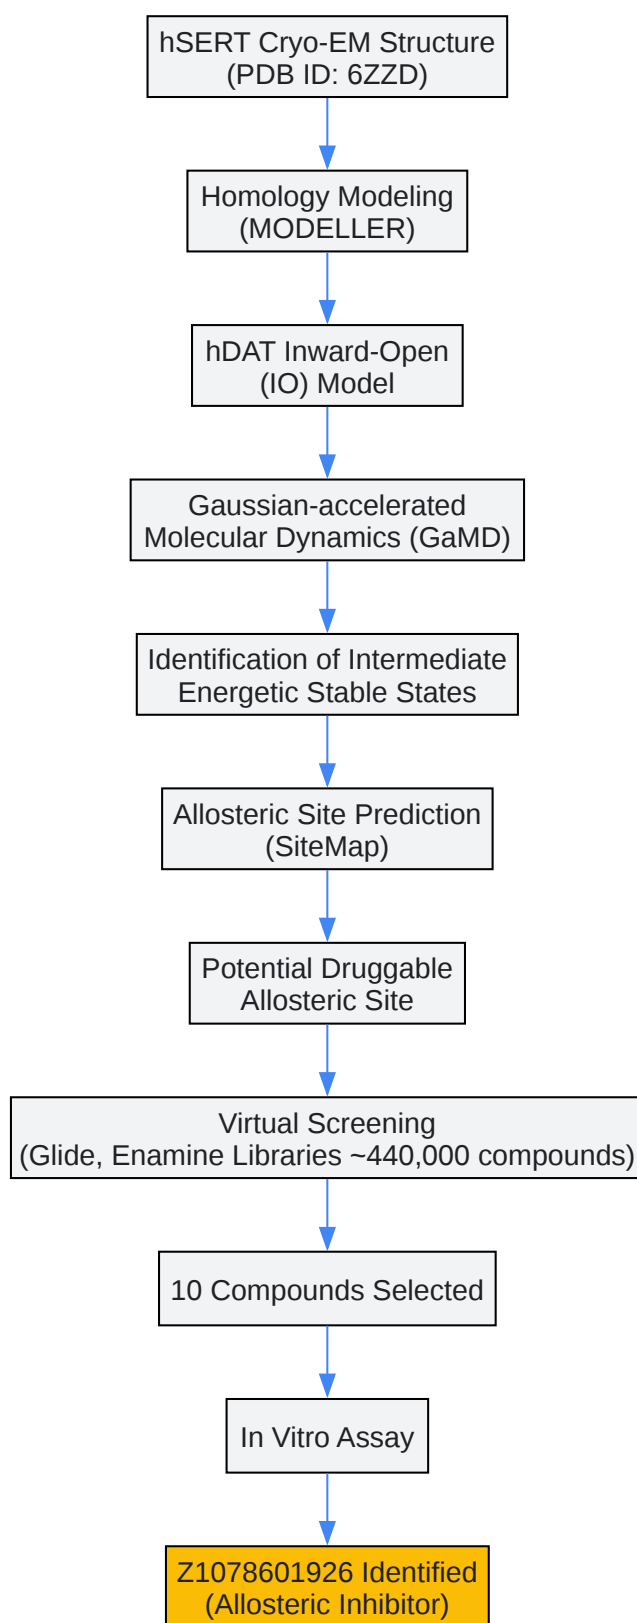 hSERT Cryo-EM Structure
(PDB ID: 6ZZD)
Homology Modeling
(MODELLER)
hDAT Inward-Open
(IO) Model
Gaussian-accelerated
Molecular Dynamics (GaMD)
Identification of Intermediate
Energetic Stable States
Allosteric Site Prediction
(SiteMap)
Potential Druggable
Allosteric Site
Virtual Screening
(Glide, Enamine Libraries ~440,000 compounds)
10 Compounds Selected
In Vitro Assay
Z1078601926 Identified
(Allosteric Inhibitor)